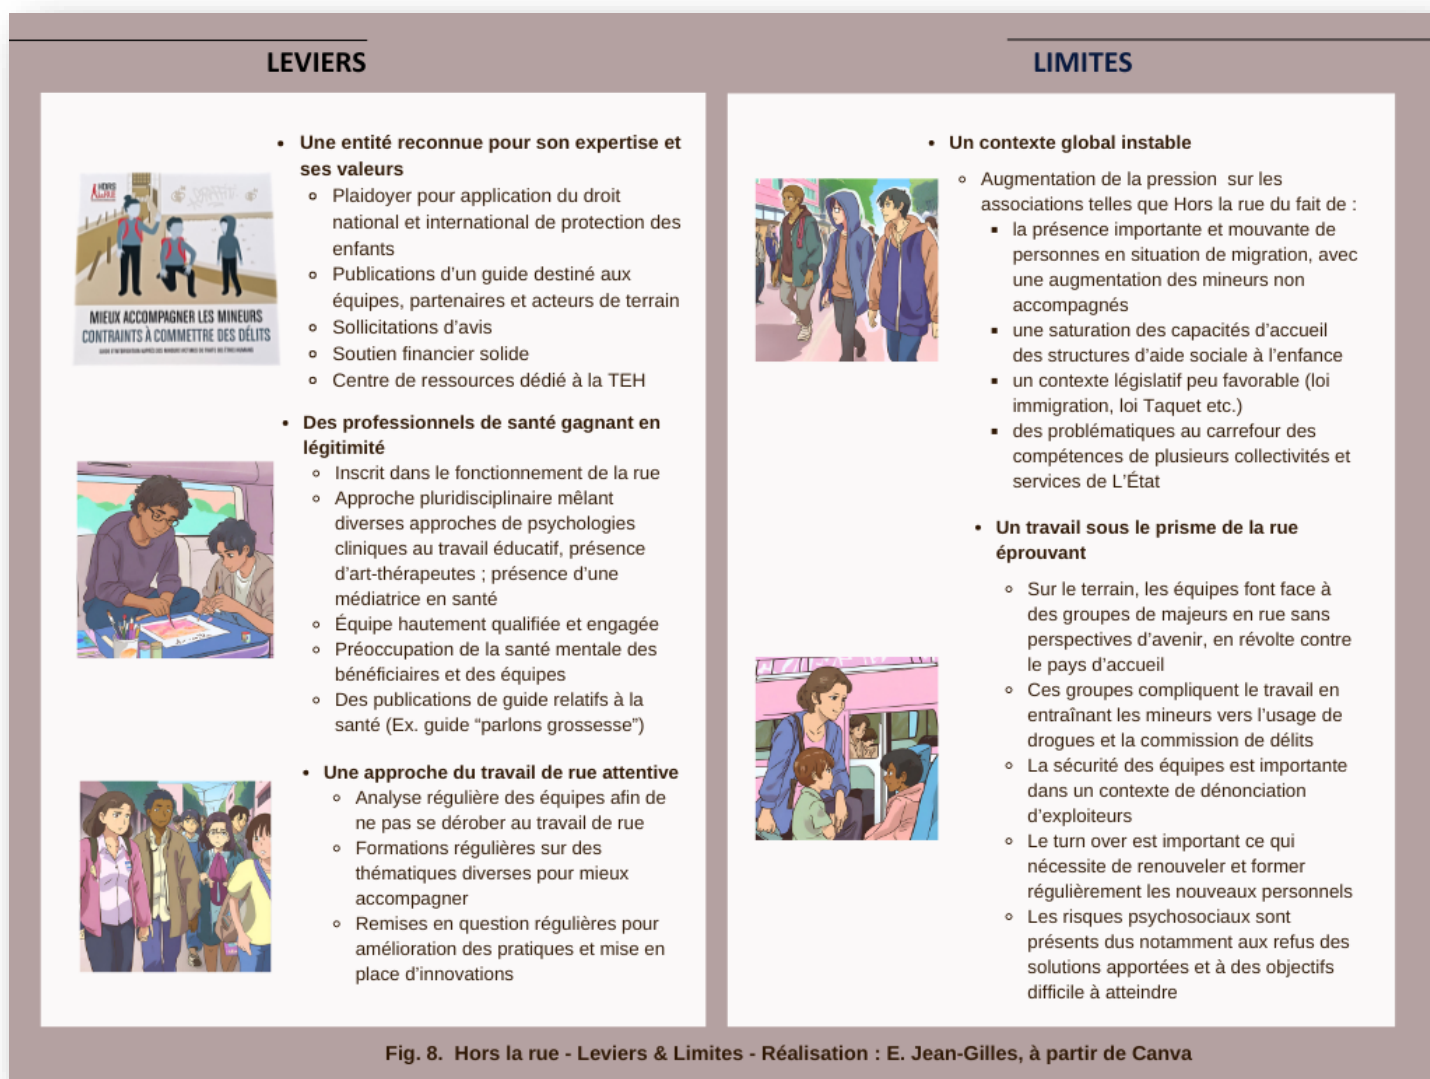 LEVIERS
HORS
la RUE
MIEUX ACCOMPAGNER LES MINEURS
CONTRAINTS À COMMETTRE DES DÉLITS
• Une entité reconnue pour son expertise et
ses valeurs
Plaidoyer pour application du droit
national et international de protection des
enfants
Publications d’un guide destiné aux
équipes, partenaires et acteurs de terrain
Sollicitations d’avis
Soutien financier solide
Centre de ressources dédié à la TEH
• Des professionnels de santé gagnant en
légitimité
Inscrit dans le fonctionnement de la rue
Approche pluridisciplinaire mêlant
diverses approches de psychologies
cliniques au travail éducatif, présence
d’art-thérapeutes ; présence d’une
médiatrice en santé
Équipe hautement qualifiée et engagée
Préoccupation de la santé mentale des
bénéficiaires et des équipes
Des publications de guide relatifs à la
santé (Ex. guide “parlons grossesse”)
• Une approche du travail de rue attentive
Analyse régulière des équipes afin de
ne pas se dérober au travail de rue
Formations régulières sur des
thématiques diverses pour mieux
accompagner
Remises en question régulières pour
amélioration des pratiques et mise en
place d’innovations
LIMITES
• Un contexte global instable
Augmentation de la pression sur les
associations telles que Hors la rue du fait de :
la présence importante et mouvante de
personnes en situation de migration, avec
une augmentation des mineurs non
accompagnés
une saturation des capacités d’accueil
des structures d’aide sociale à l’enfance
un contexte législatif peu favorable (loi
immigration, loi Taquet etc.)
des problématiques au carrefour des
compétences de plusieurs collectivités et
services de L’État
• Un travail sous le prisme de la rue
éprouvant
Sur le terrain, les équipes font face à
des groupes de majeurs en rue sans
perspectives d’avenir, en révolte contre
le pays d’accueil
Ces groupes compliquent le travail en
entraînant les mineurs vers l’usage de
drogues et la commission de délits
La sécurité des équipes est importante
dans un contexte de dénonciation
d’exploiteurs
Le turn over est important ce qui
nécessite de renouveler et former
régulièrement les nouveaux personnels
Les risques psychosociaux sont
présents dus notamment aux refus des
solutions apportées et à des objectifs
difficile à atteindre
Fig. 8. Hors la rue - Leviers & Limites - Réalisation : E. Jean-Gilles, à partir de Canva